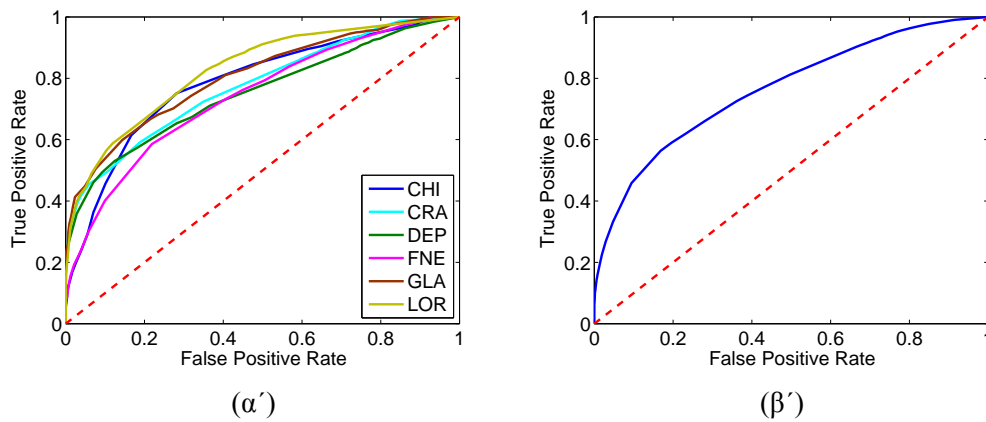 1
0.8
0.6
0.4
0.2
0
True Positive Rate
CHI
CRA
DEP
FNE
GLA
LOR
0 0.2 0.4 0.6 0.8 1
False Positive Rate
(α´)
1
0.8
0.6
0.4
0.2
0
True Positive Rate
0 0.2 0.4 0.6 0.8 1
False Positive Rate
(β´)